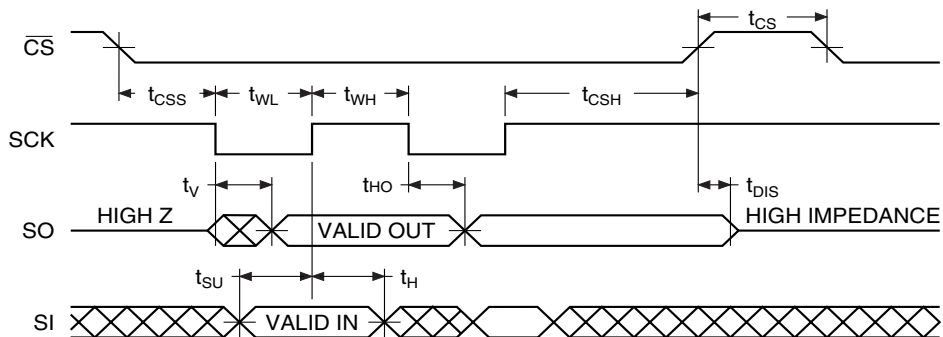 tCS
CS
tCSS tWL tWH tCSH
SCK
tV tHO tDIS
HIGH Z HIGH IMPEDANCE
SO VALID OUT
tSU tH
SI VALID IN